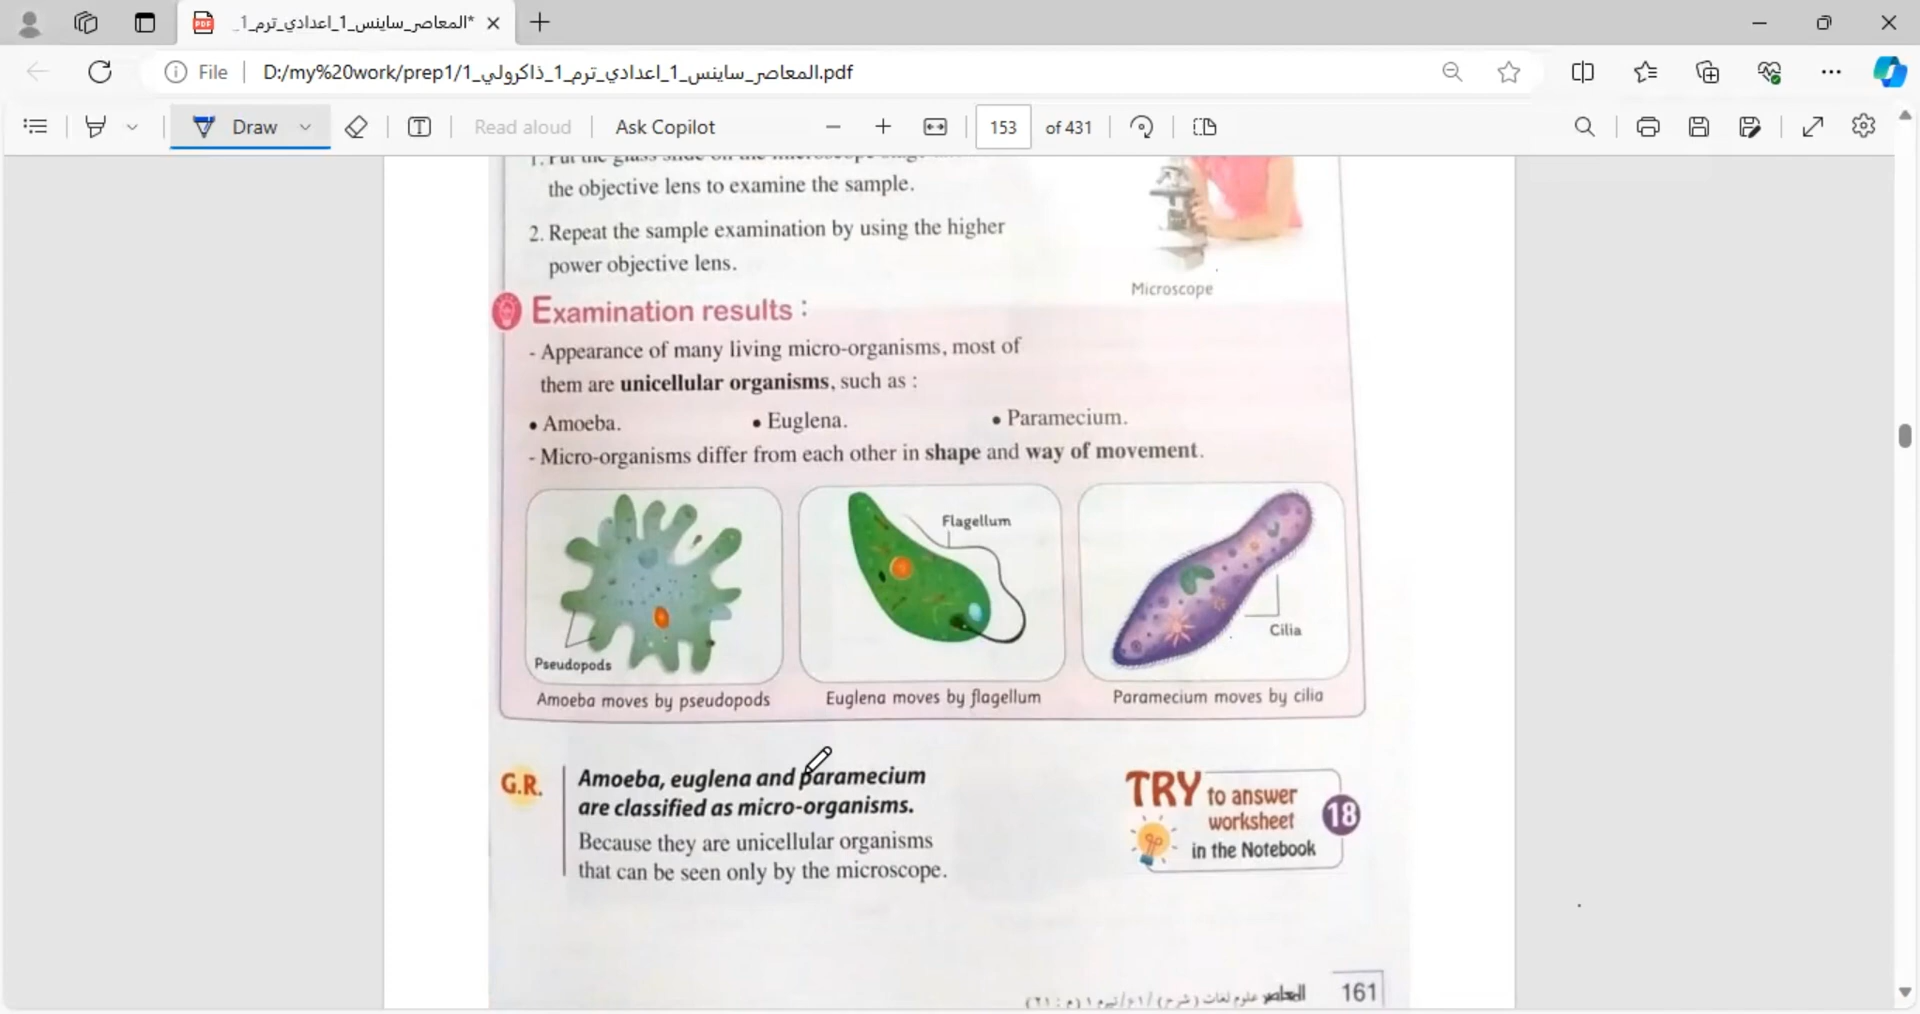 *المعاصر_ساينس_1_اعدادي_ترم_1_
File
D:/my%20work/prep1/المعاصر_ساينس_1_اعدادي_ترم_1_ذاكرولي_1.pdf
Draw
Read aloud
Ask Copilot
153
of 431
the objective lens to examine the sample.
2. Repeat the sample examination by using the higher
power objective lens.
Microscope
Examination results :
- Appearance of many living micro-organisms, most of
them are unicellular organisms, such as :
• Amoeba.
• Euglena.
• Paramecium.
- Micro-organisms differ from each other in shape and way of movement.
Pseudopods
Flagellum
Cilia
Amoeba moves by pseudopods
Euglena moves by flagellum
Paramecium moves by cilia
G.R.
Amoeba, euglena and paramecium
are classified as micro-organisms.
Because they are unicellular organisms
that can be seen only by the microscope.
TRY to answer
worksheet
18
in the Notebook
المعاصر علوم لغات (شرح)
161